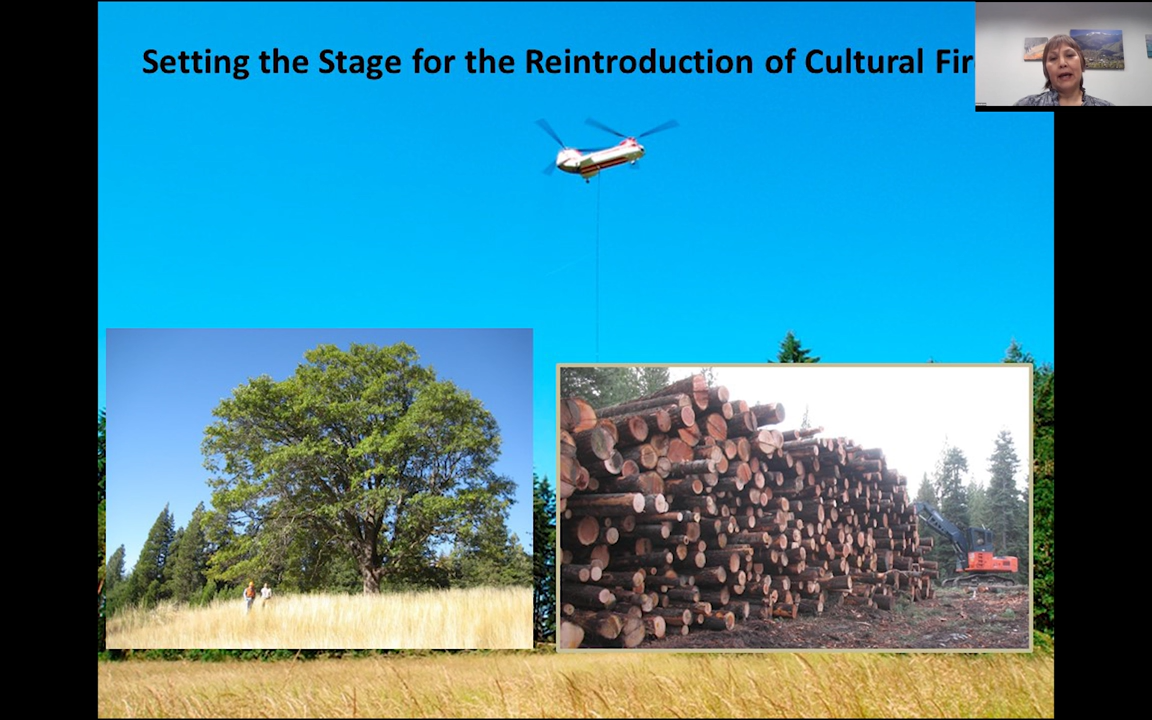 Setting the Stage for the Reintroduction of Cultural Fir